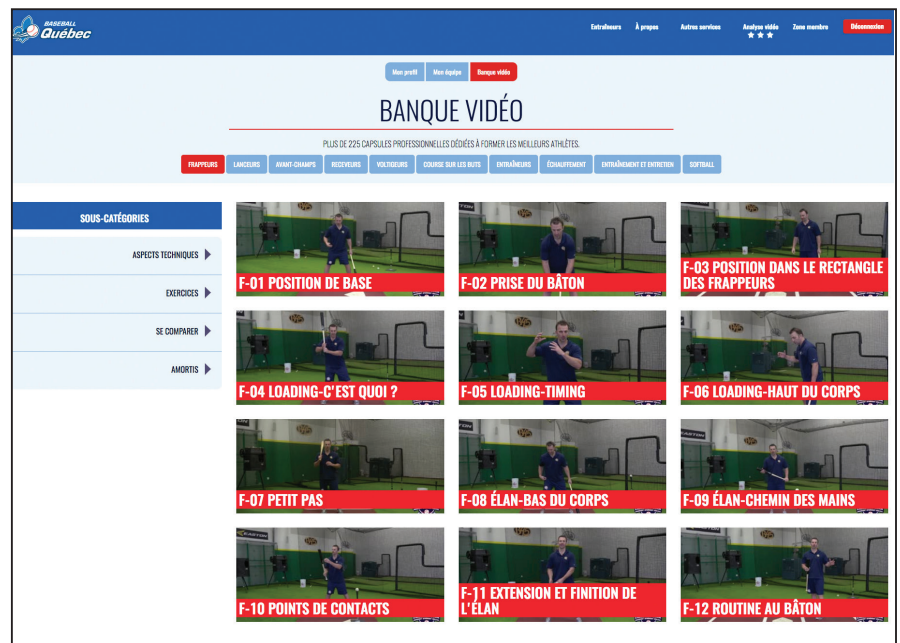 BASEBALL
Québec
Entraîneurs À propos Autres services Analyse vidéo Zone membre Déconnexion
Mon profil Mon équipe Banque vidéo
BANQUE VIDÉO
PLUS DE 225 CAPSULES PROFESSIONNELLES DÉDIÉES À FORMER LES MEILLEURS ATHLÈTES.
FRAPPEURS LANCEURS AVANT-CHAMPS RECEVEURS VOLTIGEURS COURSE SUR LES BUTS ENTRAÎNEURS ÉCHAUFFEMENT ENTRAÎNEMENT ET ENTRETIEN SOFTBALL
SOUS-CATÉGORIES
ASPECTS TECHNIQUES
EXERCICES
SE COMPARER
AMORTIS
F-01 POSITION DE BASE
F-02 PRISE DU BÂTON
F-03 POSITION DANS LE RECTANGLE
DES FRAPPEURS
F-04 LOADING-C'EST QUOI ?
F-05 LOADING-TIMING
F-06 LOADING-HAUT DU CORPS
F-07 PETIT PAS
F-08 ÉLAN-BAS DU CORPS
F-09 ÉLAN-CHEMIN DES MAINS
EASTON
F-10 POINTS DE CONTACTS
F-11 EXTENSION ET FINITION DE
L'ÉLAN
F-12 ROUTINE AU BÂTON